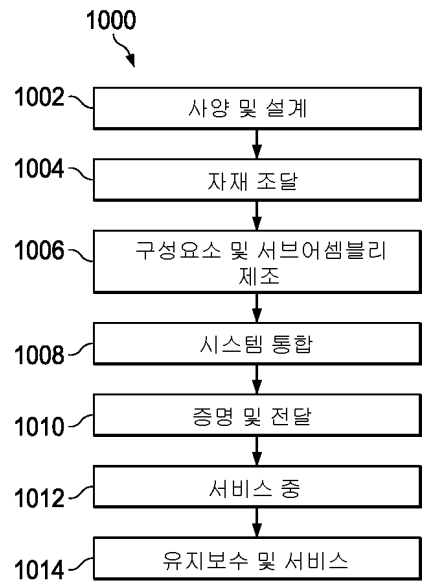 1000
1002
사양 및 설계
1004
자재 조달
1006
구성요소 및 서브어셈블리
제조
1008
시스템 통합
1010
증명 및 전달
1012
서비스 중
1014
유지보수 및 서비스